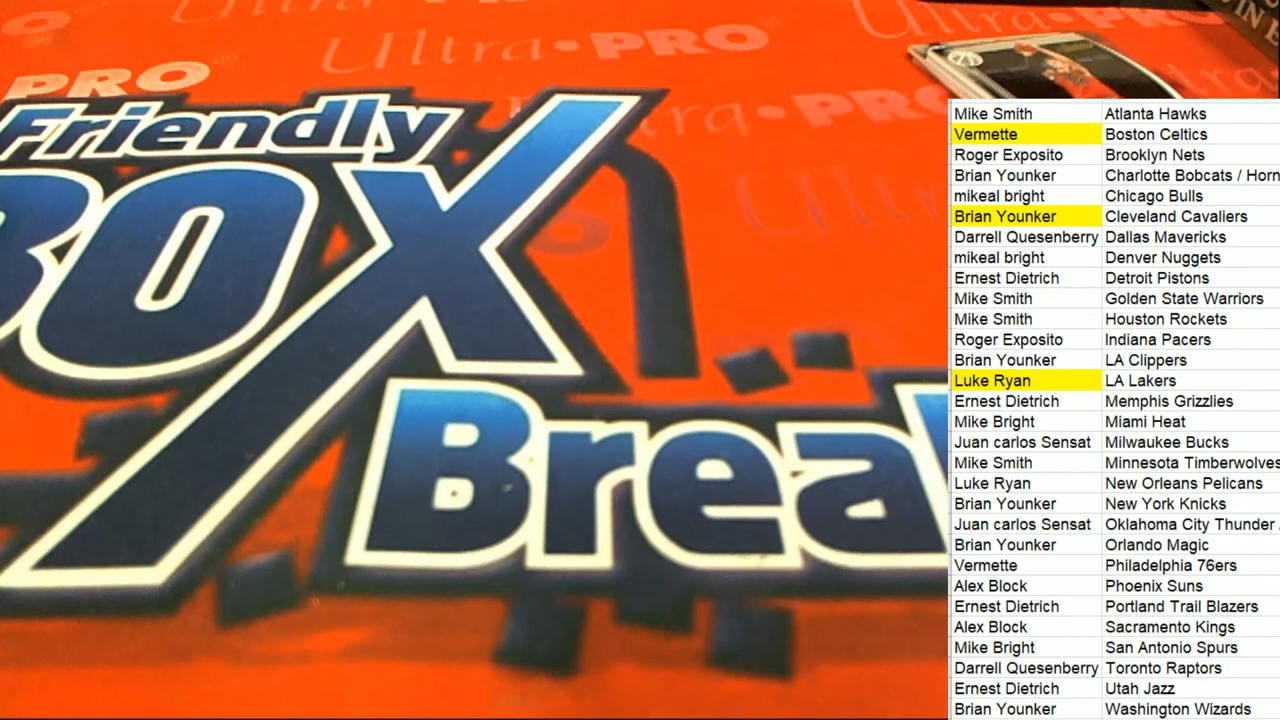 Ultra•PRO®
PRO®
Ultra•PRO
Friendly
BOX
Break
Mike Smith Atlanta Hawks
Vermette Boston Celtics
Roger Exposito Brooklyn Nets
Brian Younker Charlotte Bobcats / Horn
mikeal bright Chicago Bulls
Brian Younker Cleveland Cavaliers
Darrell Quesenberry Dallas Mavericks
mikeal bright Denver Nuggets
Ernest Dietrich Detroit Pistons
Mike Smith Golden State Warriors
Mike Smith Houston Rockets
Roger Exposito Indiana Pacers
Brian Younker LA Clippers
Luke Ryan LA Lakers
Ernest Dietrich Memphis Grizzlies
Mike Bright Miami Heat
Juan carlos Sensat Milwaukee Bucks
Mike Smith Minnesota Timberwolves
Luke Ryan New Orleans Pelicans
Brian Younker New York Knicks
Juan carlos Sensat Oklahoma City Thunder
Brian Younker Orlando Magic
Vermette Philadelphia 76ers
Alex Block Phoenix Suns
Ernest Dietrich Portland Trail Blazers
Alex Block Sacramento Kings
Mike Bright San Antonio Spurs
Darrell Quesenberry Toronto Raptors
Ernest Dietrich Utah Jazz
Brian Younker Washington Wizards